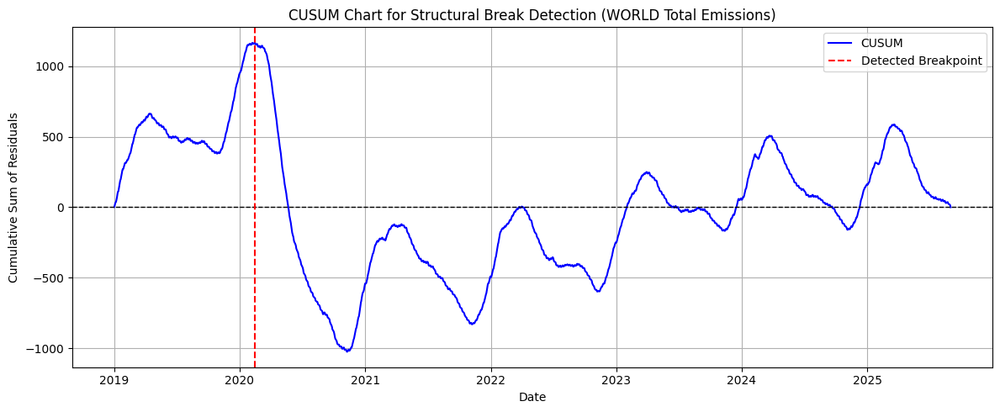 CUSUM Chart for Structural Break Detection (WORLD Total Emissions)
CUSUM
Detected Breakpoint
Cumulative Sum of Residuals
1000
500
0
−500
−1000
2019 2020 2021 2022 2023 2024 2025
Date